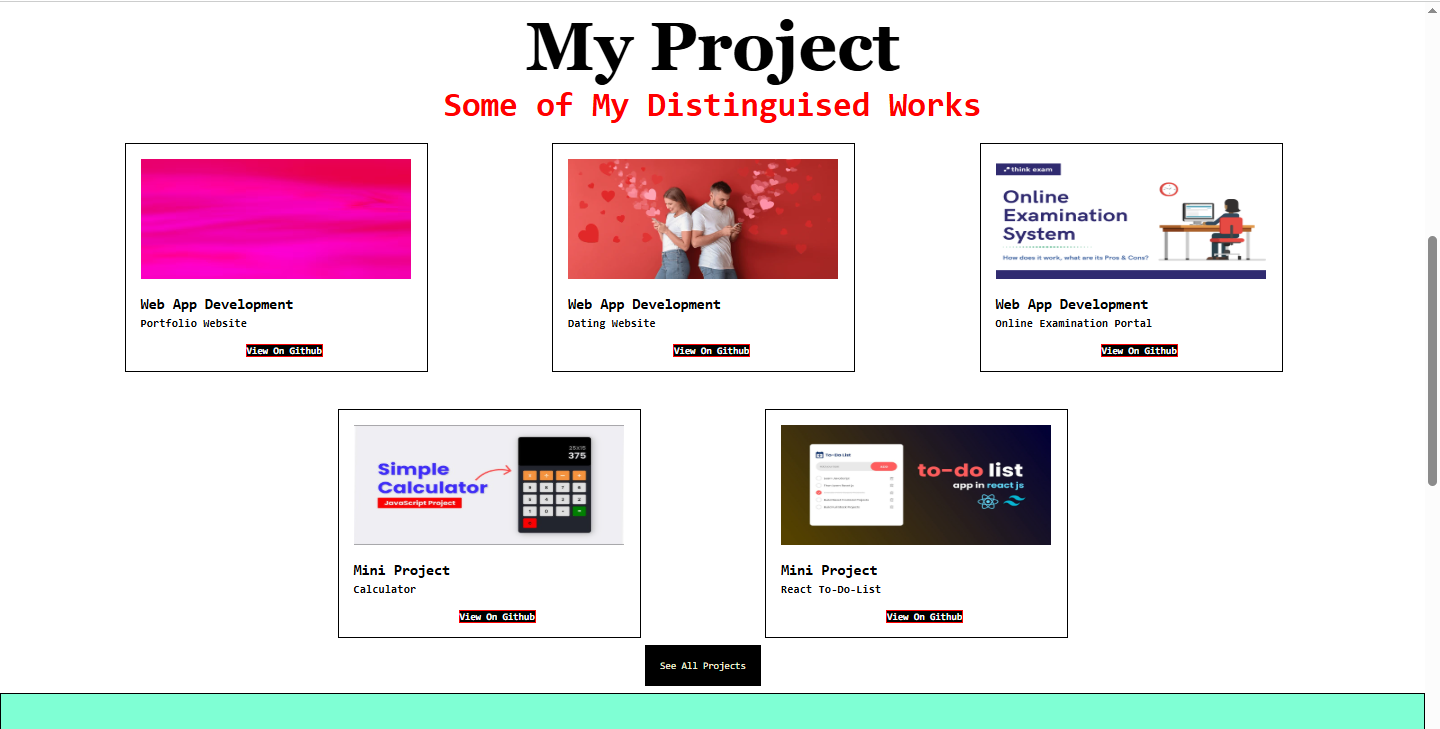 My Project
Some of My Distinguised Works
think exam
Online
Examination
System
How does it work, what are its Pros & Cons?
Web App Development
Portfolio Website
View On Github
Web App Development
Dating Website
View On Github
Web App Development
Online Examination Portal
View On Github
Simple
Calculator
JavaScript Project
25X15
375
To-Do List
to-do list
app in react js
Mini Project
Calculator
View On Github
Mini Project
React To-Do-List
View On Github
See All Projects